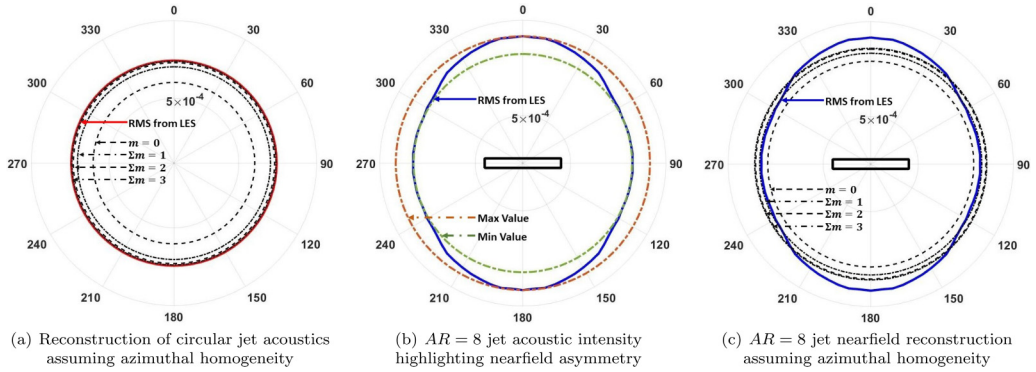 0
30
60
90
120
150
180
210
240
270
300
330
5×10⁻⁴
RMS from LES
m = 0
Σm = 1
Σm = 2
Σm = 3
(a) Reconstruction of circular jet acoustics
assuming azimuthal homogeneity
0
30
60
90
120
150
180
210
240
270
300
330
RMS from LES
5×10⁻⁴
Max Value
Min Value
(b) AR = 8 jet acoustic intensity
highlighting nearfield asymmetry
0
30
60
90
120
150
180
210
240
270
300
330
RMS from LES
5×10⁻⁴
m = 0
Σm = 1
Σm = 2
Σm = 3
(c) AR = 8 jet nearfield reconstruction
assuming azimuthal homogeneity